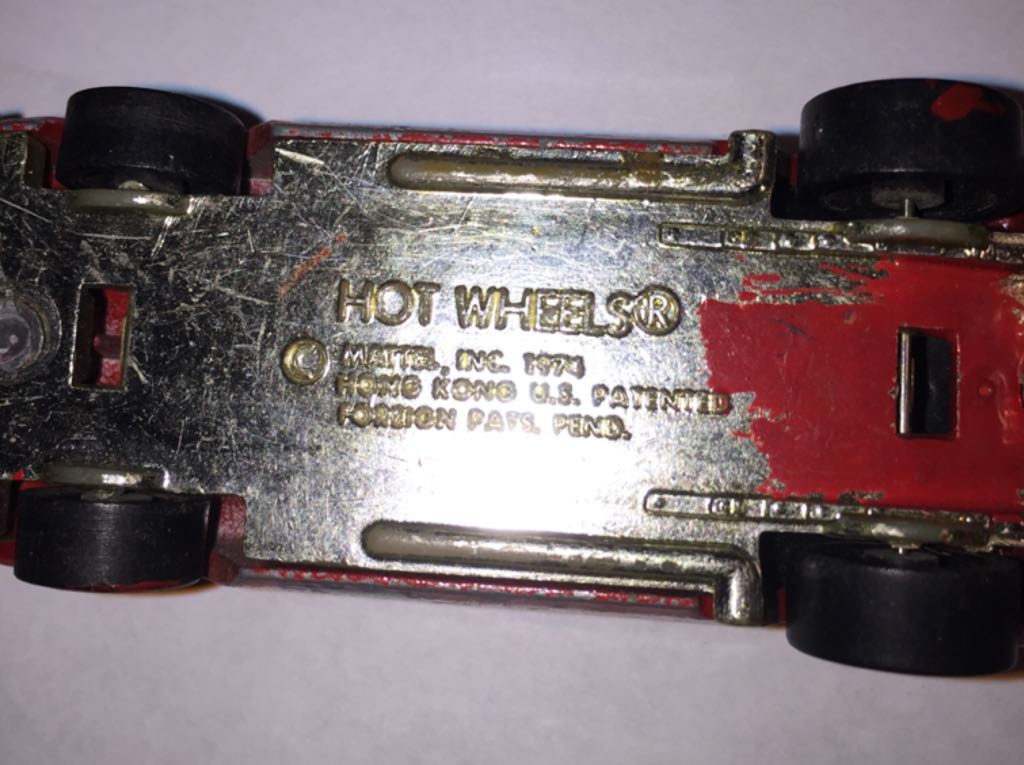 HOT WHEELS®
© MATTEL, INC. 1974
HONG KONG U.S. PATENTED
FOREIGN PATS. PEND.